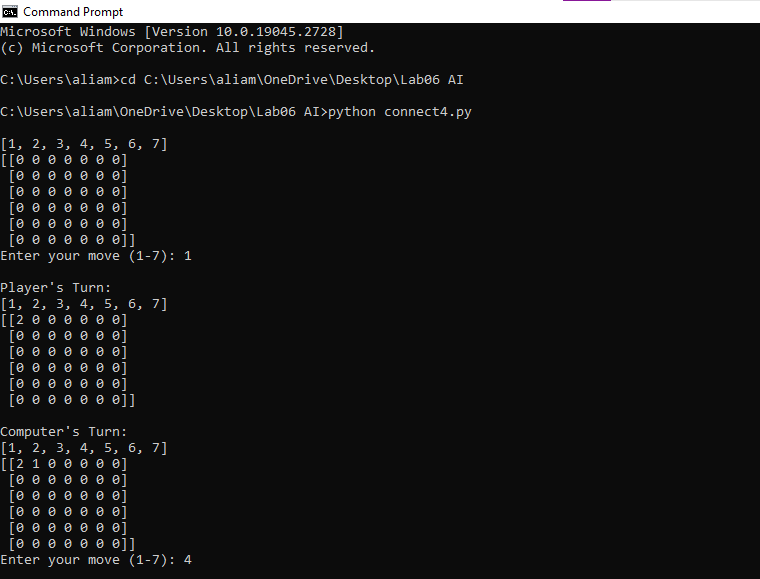 Command Prompt
Microsoft Windows [Version 10.0.19045.2728]
(c) Microsoft Corporation. All rights reserved.
C:\Users\aliam>cd C:\Users\aliam\OneDrive\Desktop\Lab06 AI
C:\Users\aliam\OneDrive\Desktop\Lab06 AI>python connect4.py
[1, 2, 3, 4, 5, 6, 7]
[[0 0 0 0 0 0 0]
 [0 0 0 0 0 0 0]
 [0 0 0 0 0 0 0]
 [0 0 0 0 0 0 0]
 [0 0 0 0 0 0 0]
 [0 0 0 0 0 0 0]]
Enter your move (1-7): 1
Player's Turn:
[1, 2, 3, 4, 5, 6, 7]
[[2 0 0 0 0 0 0]
 [0 0 0 0 0 0 0]
 [0 0 0 0 0 0 0]
 [0 0 0 0 0 0 0]
 [0 0 0 0 0 0 0]
 [0 0 0 0 0 0 0]]
Computer's Turn:
[1, 2, 3, 4, 5, 6, 7]
[[2 1 0 0 0 0 0]
 [0 0 0 0 0 0 0]
 [0 0 0 0 0 0 0]
 [0 0 0 0 0 0 0]
 [0 0 0 0 0 0 0]
 [0 0 0 0 0 0 0]]
Enter your move (1-7): 4